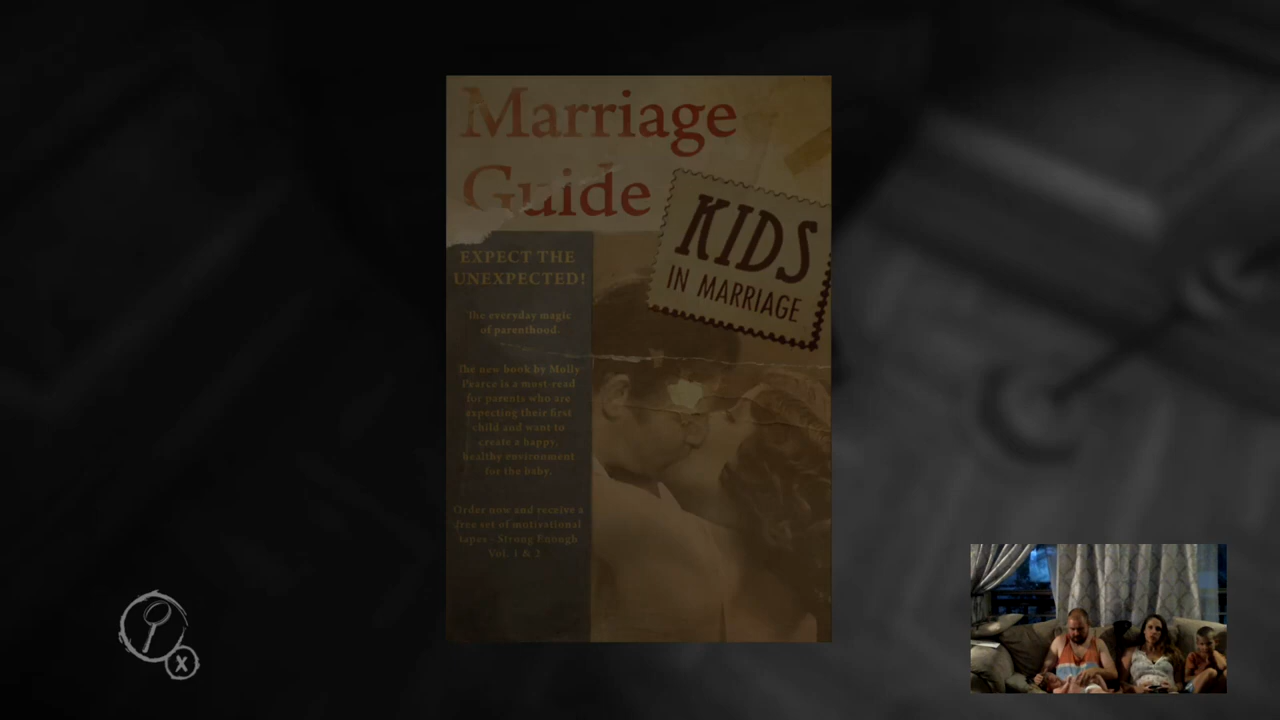 Marriage
Guide
KIDS
IN MARRIAGE
EXPECT THE
UNEXPECTED!
The everyday magic
of parenthood.
The new book by Molly
Pearce is a must-read
for parents who are
expecting their first
child and want to
create a happy,
healthy environment
for the baby.
Order now and receive a
free set of motivational
tapes - Strong Enough
Vol. 1 & 2
X